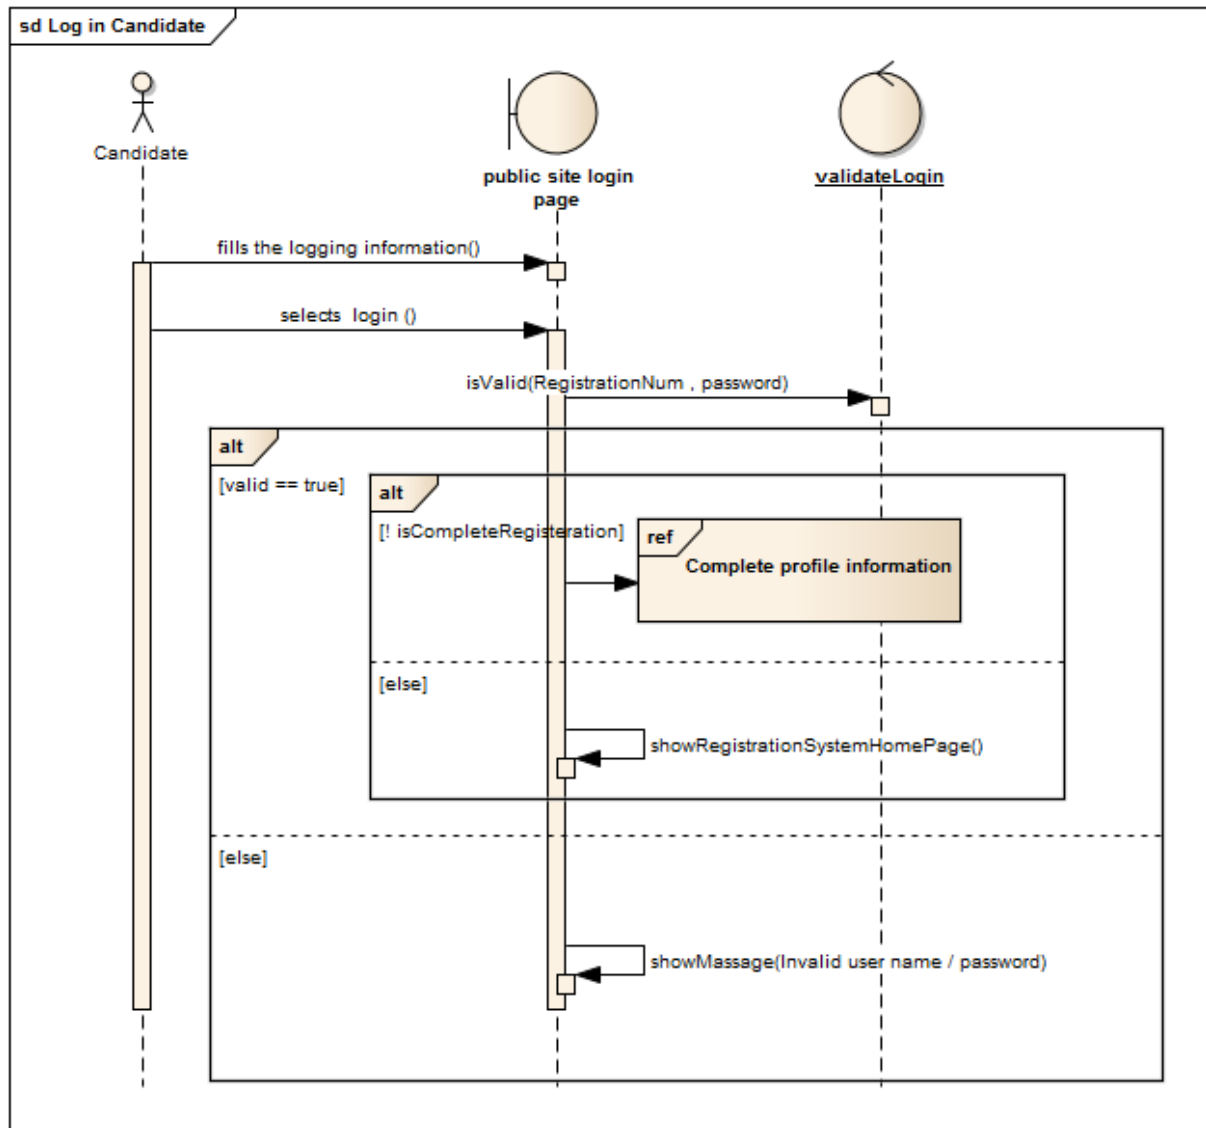 sd Log in Candidate
Candidate
public site login
page
validateLogin
fills the logging information()
selects  login ()
isValid(RegistrationNum , password)
alt
[valid == true]
alt
[! isCompleteRegisteration]
ref
Complete profile information
[else]
showRegistrationSystemHomePage()
[else]
showMassage(Invalid user name / password)